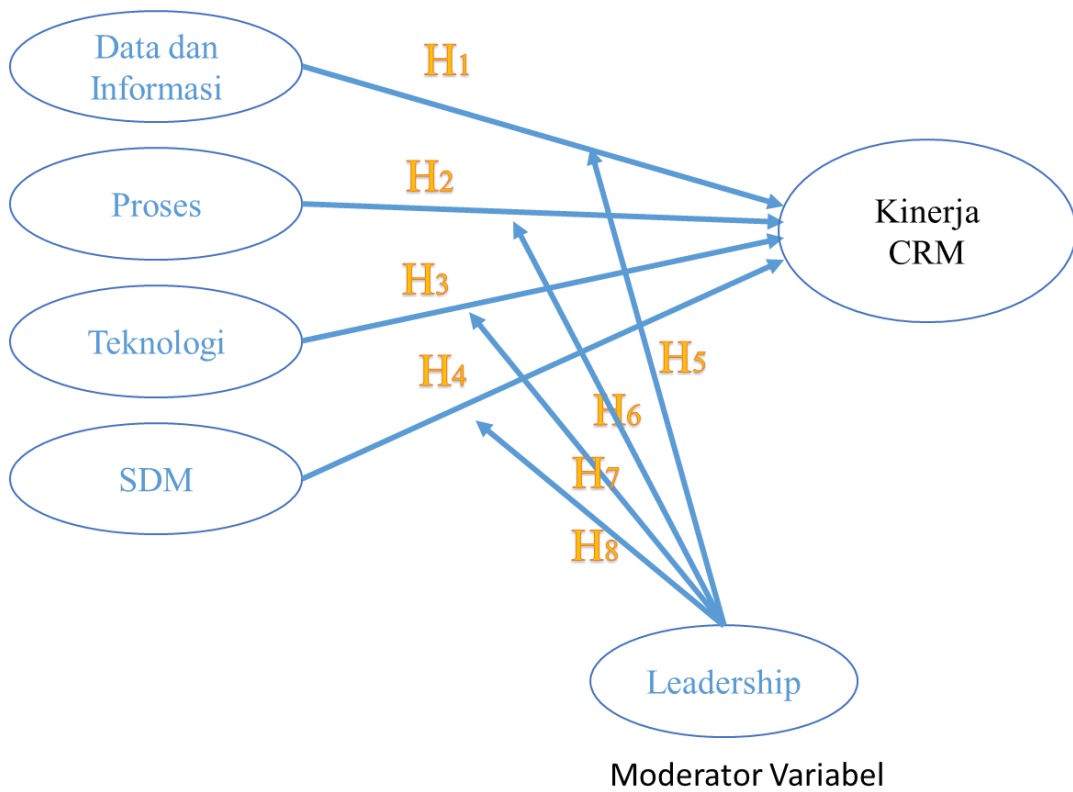 Data dan
Informasi
H1
Proses
H2
Kinerja
CRM
H3
Teknologi
H4
H5
H6
SDM
H7
H8
Leadership
Moderator Variabel